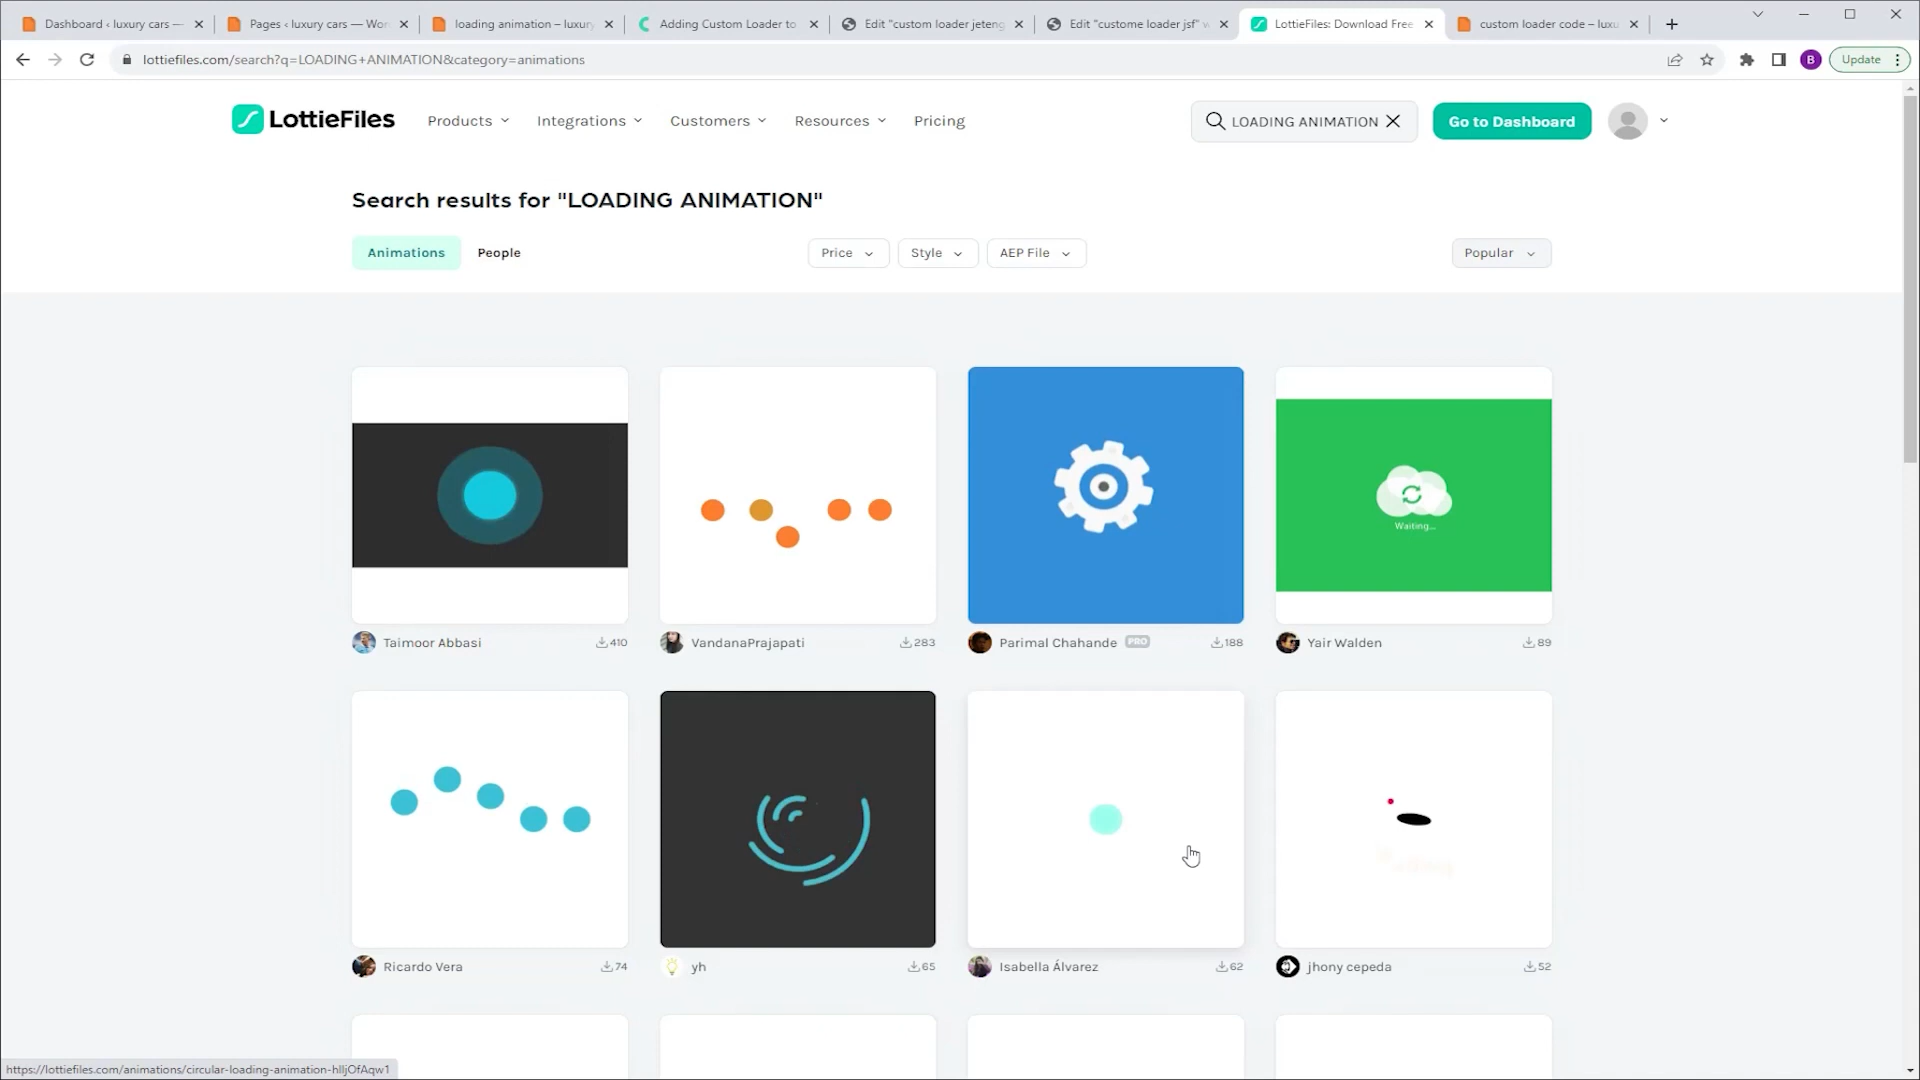 Dashboard ‹ luxury cars —
Pages ‹ luxury cars — Wor
loading animation – luxury
Adding Custom Loader to
Edit "custom loader jeteng
Edit "custome loader jsf" w
LottieFiles: Download Free
custom loader code – luxu
lottiefiles.com/search?q=LOADING+ANIMATION&category=animations
B
Update
LottieFiles
Products
Integrations
Customers
Resources
Pricing
LOADING ANIMATION
Go to Dashboard
Search results for "LOADING ANIMATION"
Animations
People
Price
Style
AEP File
Popular
Waiting...
Taimoor Abbasi
410
VandanaPrajapati
283
Parimal Chahande
PRO
188
Yair Walden
89
Ricardo Vera
74
yh
65
Isabella Álvarez
62
jhony cepeda
52
https://lottiefiles.com/animations/circular-loading-animation-hlljOfAqw1